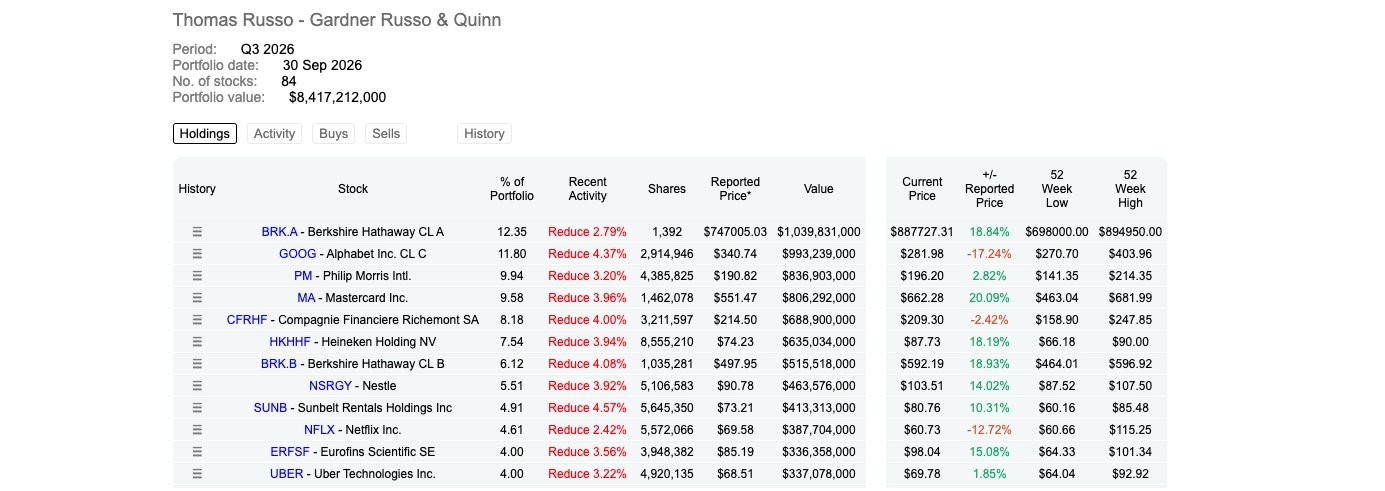 Thomas Russo - Gardner Russo & Quinn
Period: Q3 2026
Portfolio date: 30 Sep 2026
No. of stocks: 84
Portfolio value: $8,417,212,000
Holdings Activity Buys Sells History
History Stock % of Portfolio Recent Activity Shares Reported Price* Value Current Price +/- Reported Price 52 Week Low 52 Week High
BRK.A - Berkshire Hathaway CL A 12.35 Reduce 2.79% 1,392 $747005.03 $1,039,831,000 $887727.31 18.84% $698000.00 $894950.00
GOOG - Alphabet Inc. CL C 11.80 Reduce 4.37% 2,914,946 $340.74 $993,239,000 $281.98 -17.24% $270.70 $403.96
PM - Philip Morris Intl. 9.94 Reduce 3.20% 4,385,825 $190.82 $836,903,000 $196.20 2.82% $141.35 $214.35
MA - Mastercard Inc. 9.58 Reduce 3.96% 1,462,078 $551.47 $806,292,000 $662.28 20.09% $463.04 $681.99
CFRHF - Compagnie Financiere Richemont SA 8.18 Reduce 4.00% 3,211,597 $214.50 $688,900,000 $209.30 -2.42% $158.90 $247.85
HKHHF - Heineken Holding NV 7.54 Reduce 3.94% 8,555,210 $74.23 $635,034,000 $87.73 18.19% $66.18 $90.00
BRK.B - Berkshire Hathaway CL B 6.12 Reduce 4.08% 1,035,281 $497.95 $515,518,000 $592.19 18.93% $464.01 $596.92
NSRGY - Nestle 5.51 Reduce 3.92% 5,106,583 $90.78 $463,576,000 $103.51 14.02% $87.52 $107.50
SUNB - Sunbelt Rentals Holdings Inc 4.91 Reduce 4.57% 5,645,350 $73.21 $413,313,000 $80.76 10.31% $60.16 $85.48
NFLX - Netflix Inc. 4.61 Reduce 2.42% 5,572,066 $69.58 $387,704,000 $60.73 -12.72% $60.66 $115.25
ERFSF - Eurofins Scientific SE 4.00 Reduce 3.56% 3,948,382 $85.19 $336,358,000 $98.04 15.08% $64.33 $101.34
UBER - Uber Technologies Inc. 4.00 Reduce 3.22% 4,920,135 $68.51 $337,078,000 $69.78 1.85% $64.04 $92.92